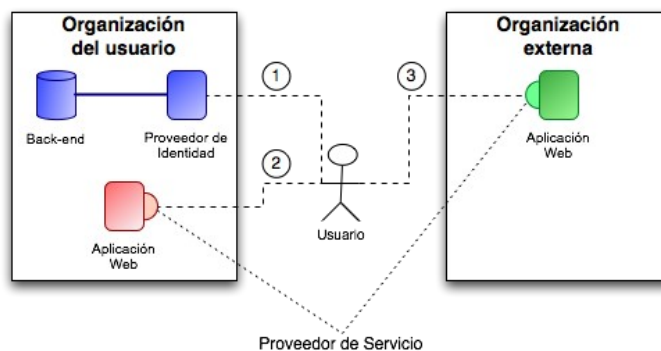 Organización
del usuario
Organización
externa
1
3
Back-end
Proveedor de
Identidad
Aplicación
Web
2
Usuario
Aplicación
Web
Proveedor de Servicio